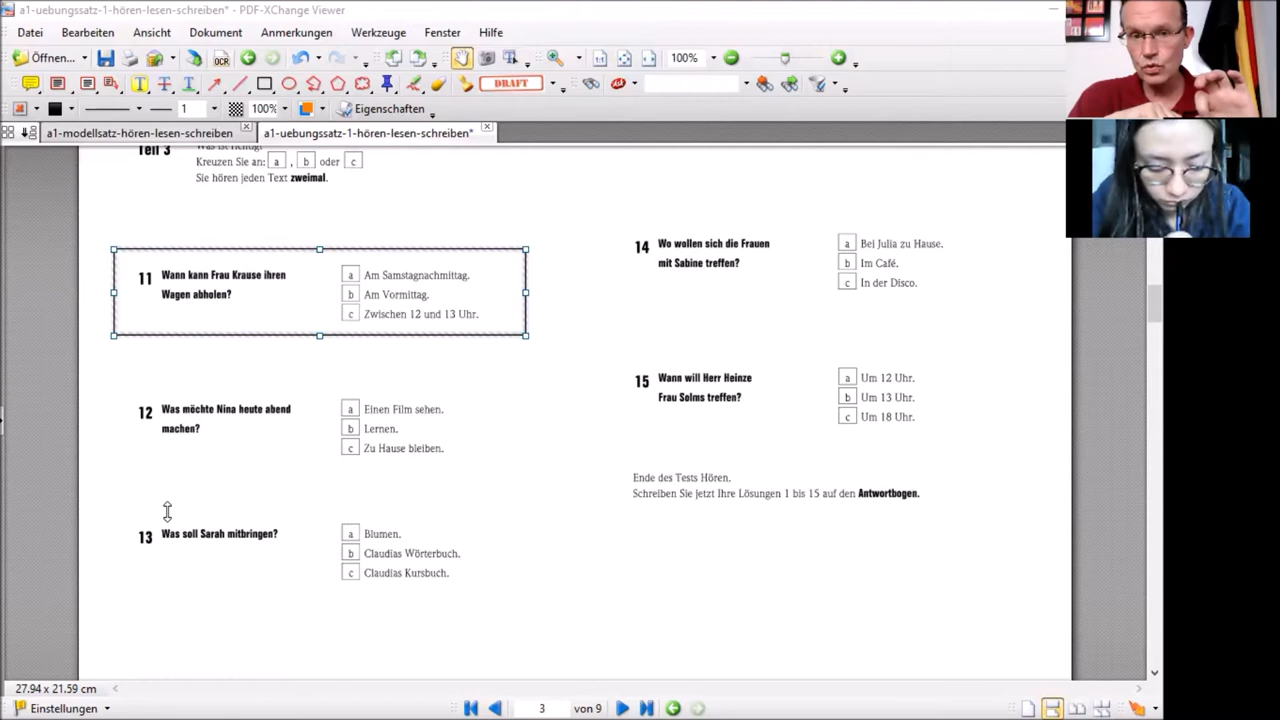 a1-uebungssatz-1-hören-lesen-schreiben* - PDF-XChange Viewer
Datei Bearbeiten Ansicht Dokument Anmerkungen Werkzeuge Fenster Hilfe
Öffnen... OCR 100%
DRAFT
1 100% Eigenschaften
a1-modellsatz-hören-lesen-schreiben a1-uebungssatz-1-hören-lesen-schreiben*
Teil 3 Was ist richtig?
Kreuzen Sie an: a , b oder c
Sie hören jeden Text zweimal.
11 Wann kann Frau Krause ihren Wagen abholen?
a Am Samstagnachmittag.
b Am Vormittag.
c Zwischen 12 und 13 Uhr.
12 Was möchte Nina heute abend machen?
a Einen Film sehen.
b Lernen.
c Zu Hause bleiben.
13 Was soll Sarah mitbringen?
a Blumen.
b Claudias Wörterbuch.
c Claudias Kursbuch.
14 Wo wollen sich die Frauen mit Sabine treffen?
a Bei Julia zu Hause.
b Im Café.
c In der Disco.
15 Wann will Herr Heinze Frau Solms treffen?
a Um 12 Uhr.
b Um 13 Uhr.
c Um 18 Uhr.
Ende des Tests Hören.
Schreiben Sie jetzt Ihre Lösungen 1 bis 15 auf den Antwortbogen.
27.94 x 21.59 cm
Einstellungen 3 von 9